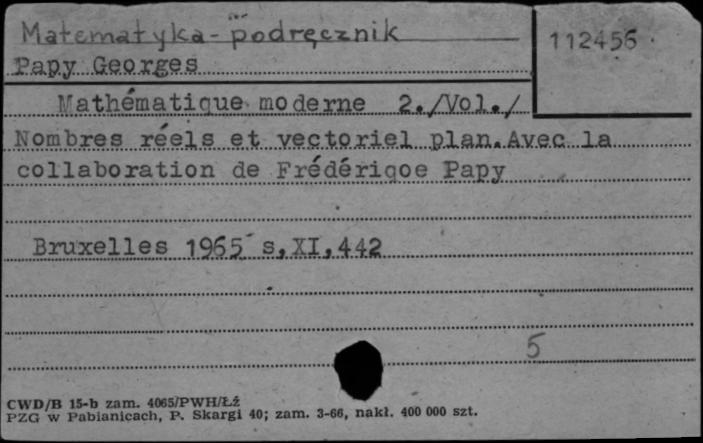 Matematyka - podręcznik
112456
Papy Georges
Mathématique moderne 2./Vol./
Nombres réels et vectoriel plan.Avec la
collaboration de Frédériqoe Papy
Bruxelles 1965 s,XI,442
5
CWD/B 15-b zam. 4065/PWH/Łź
PZG w Pabianicach, P. Skargi 40; zam. 3-66, nakł. 400 000 szt.